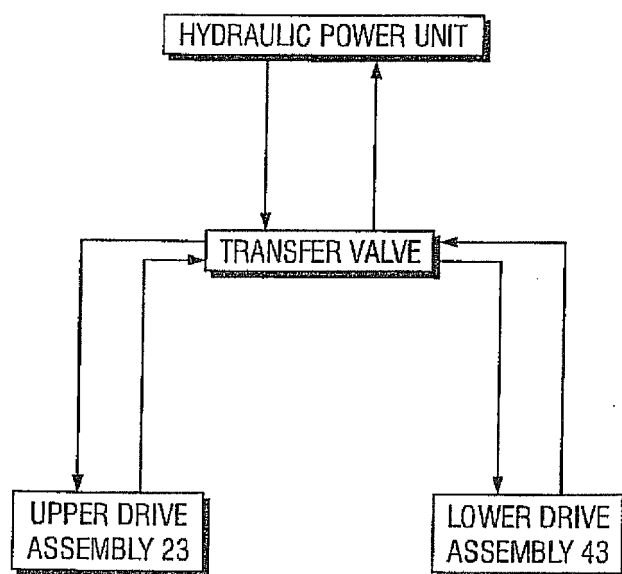 HYDRAULIC POWER UNIT
TRANSFER VALVE
UPPER DRIVE
ASSEMBLY 23
LOWER DRIVE
ASSEMBLY 43